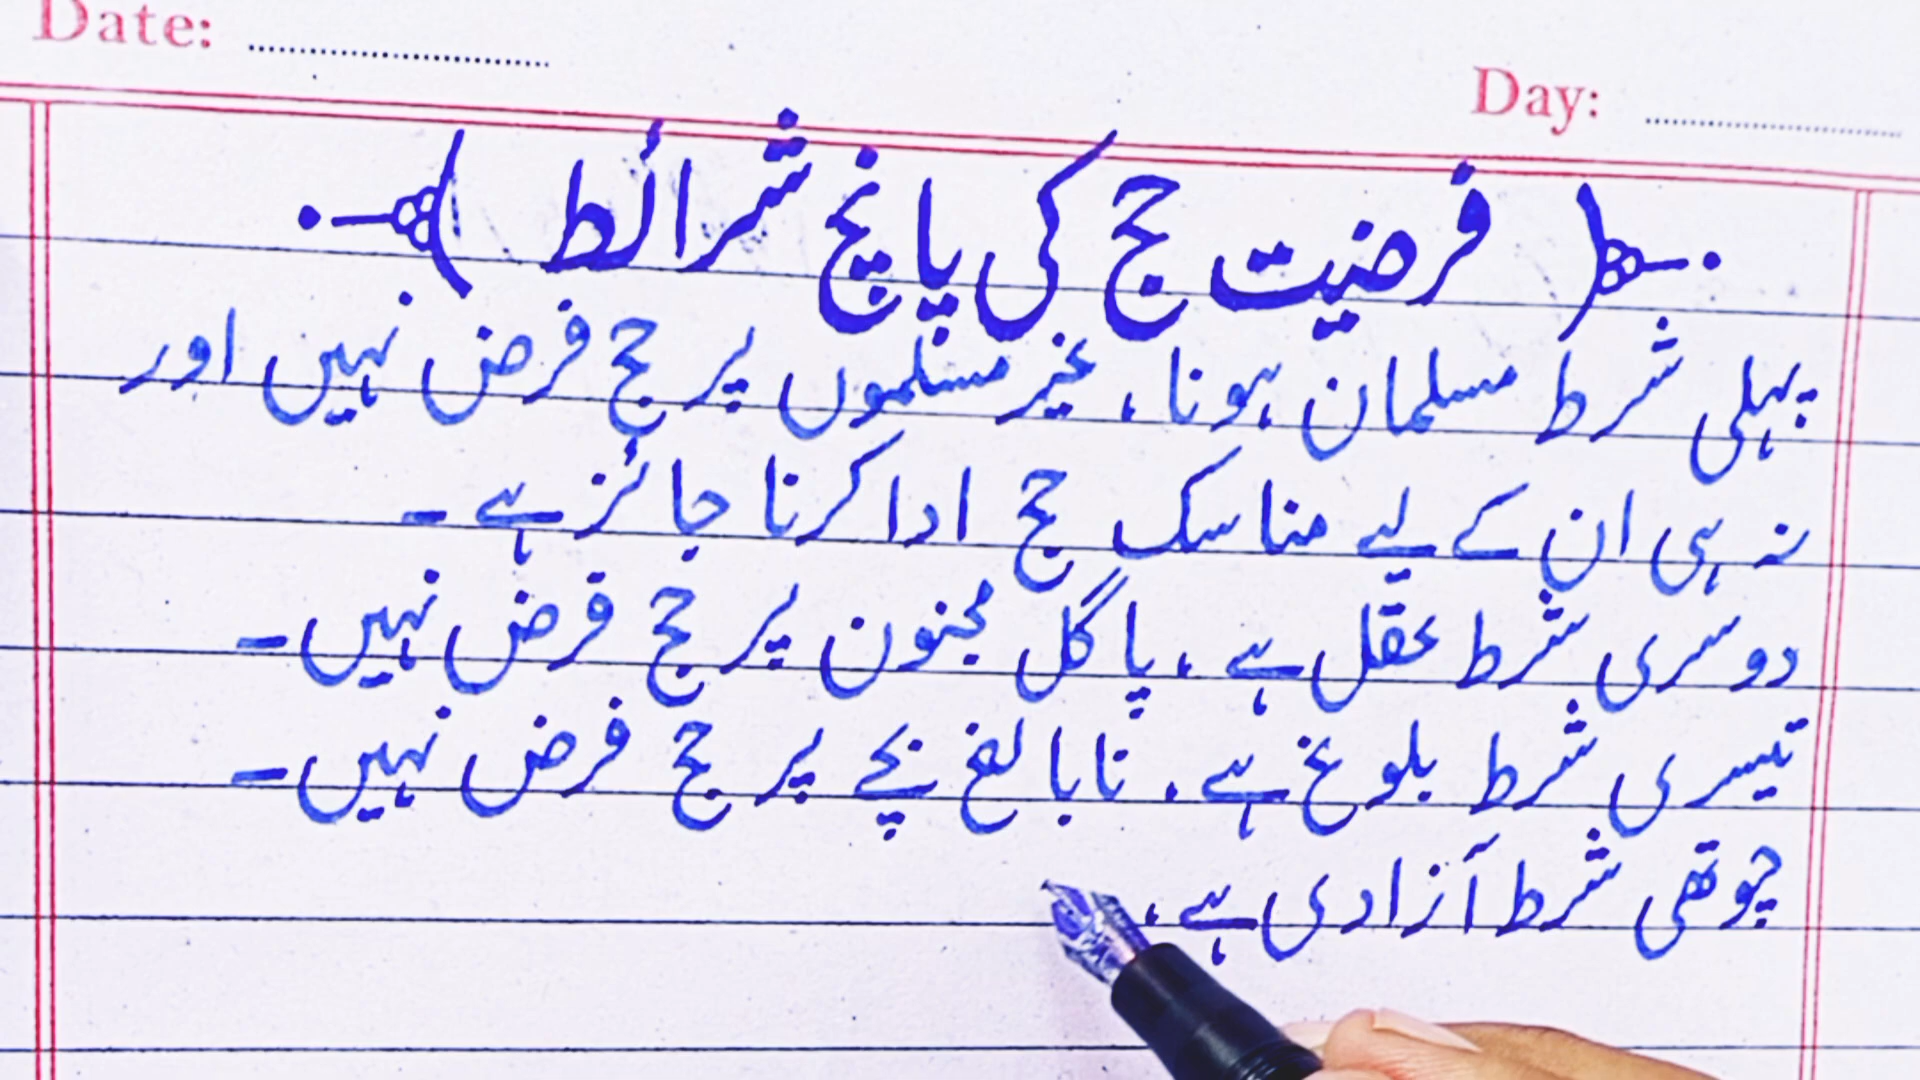 Date:
Day:
( فرضیت حج کی پانچ شرائط )
پہلی شرط مسلمان ہونا، غیر مسلموں پر حج فرض نہیں اور
نہ ہی ان کے لیے مناسک حج ادا کرنا جائز ہے۔
دوسری شرط عقل ہے، پاگل مجنون پر حج فرض نہیں۔
تیسری شرط بلوغ ہے، نابالغ بچے پر حج فرض نہیں۔
چوتھی شرط آزادی ہے،